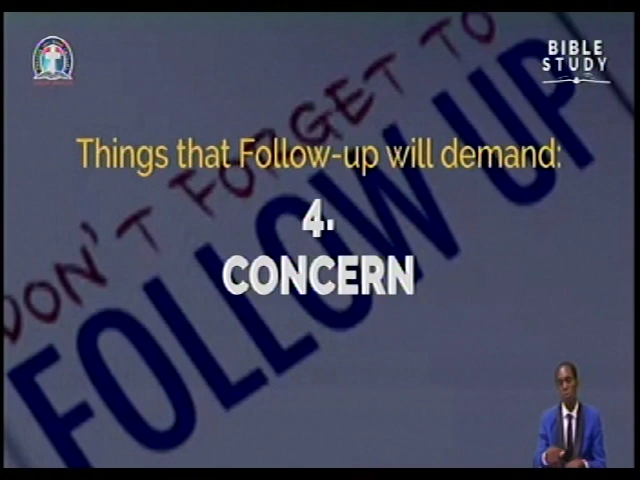 BIBLE
STUDY
DON'T FORGET TO
FOLLOW UP
Things that Follow-up will demand:
4.
CONCERN